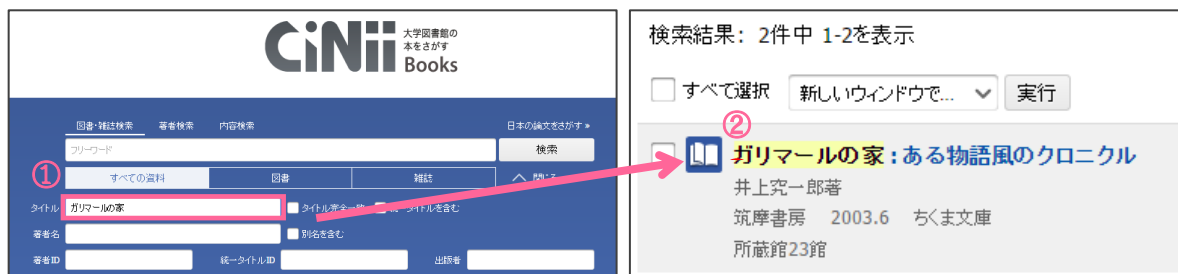 CiNii 大学図書館の
本をさがす
Books
図書・雑誌検索 著者検索 内容検索 日本の論文をさがす »
フリーワード 検索
①
すべての資料 図書 雑誌
タイトル ガリマールの家 タイトル完全一致 統一タイトルを含む
著者名 別名を含む
著者ID 統一タイトルID 出版者
検索結果: 2件中 1-2を表示
すべて選択 新しいウィンドウで... 実行
②
ガリマールの家 : ある物語風のクロニクル
井上究一郎著
筑摩書房 2003.6 ちくま文庫
所蔵館23館